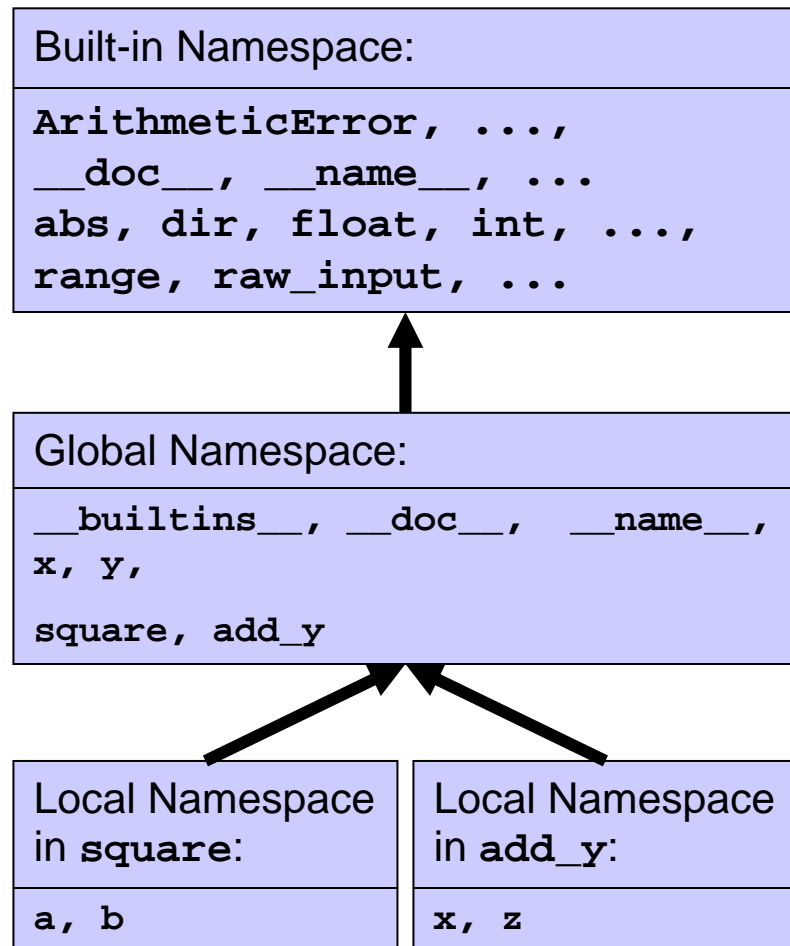 Built-in Namespace:
ArithmeticError, ...,
__doc__, __name__, ...
abs, dir, float, int, ...,
range, raw_input, ...
Global Namespace:
__builtins__, __doc__, __name__,
x, y,
square, add_y
Local Namespace
in square:
a, b
Local Namespace
in add_y:
x, z